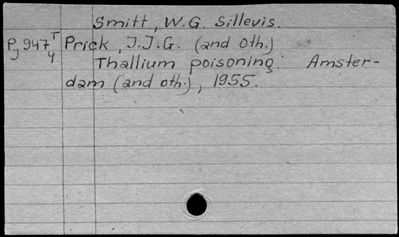 Smitt, W.G. Sillevis.
PJ 947 T/4 Prick, J.J.G. (and oth.)
Thallium poisoning. Amster-
dam (and oth.), 1955.